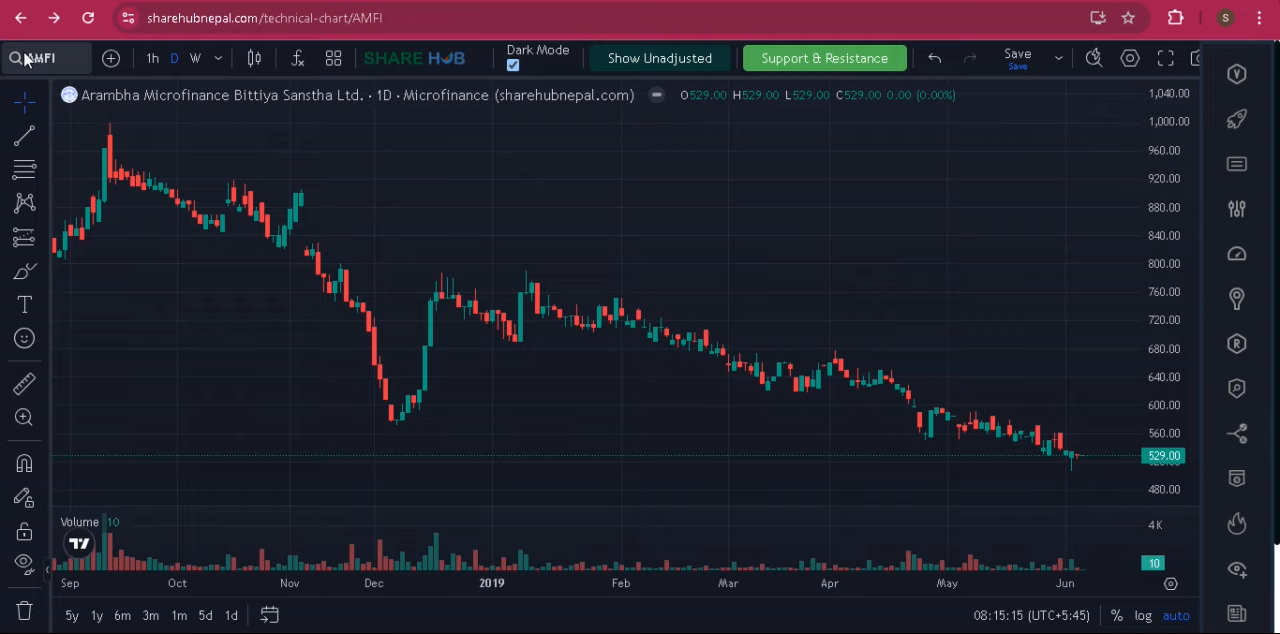 sharehubnepal.com/technical-chart/AMFI
S
AMFI
1h D W
SHARE HUB
Dark Mode
Show Unadjusted
Support & Resistance
Save
Save
Arambha Microfinance Bittiya Sanstha Ltd. · 1D · Microfinance (sharehubnepal.com)
O529.00 H529.00 L529.00 C529.00 0.00 (0.00%)
1,040.00
1,000.00
960.00
920.00
880.00
840.00
800.00
760.00
720.00
680.00
640.00
600.00
560.00
529.00
480.00
Volume 10
4 K
10
Sep Oct Nov Dec 2019 Feb Mar Apr May Jun
5y 1y 6m 3m 1m 5d 1d
08:15:15 (UTC+5:45) % log auto